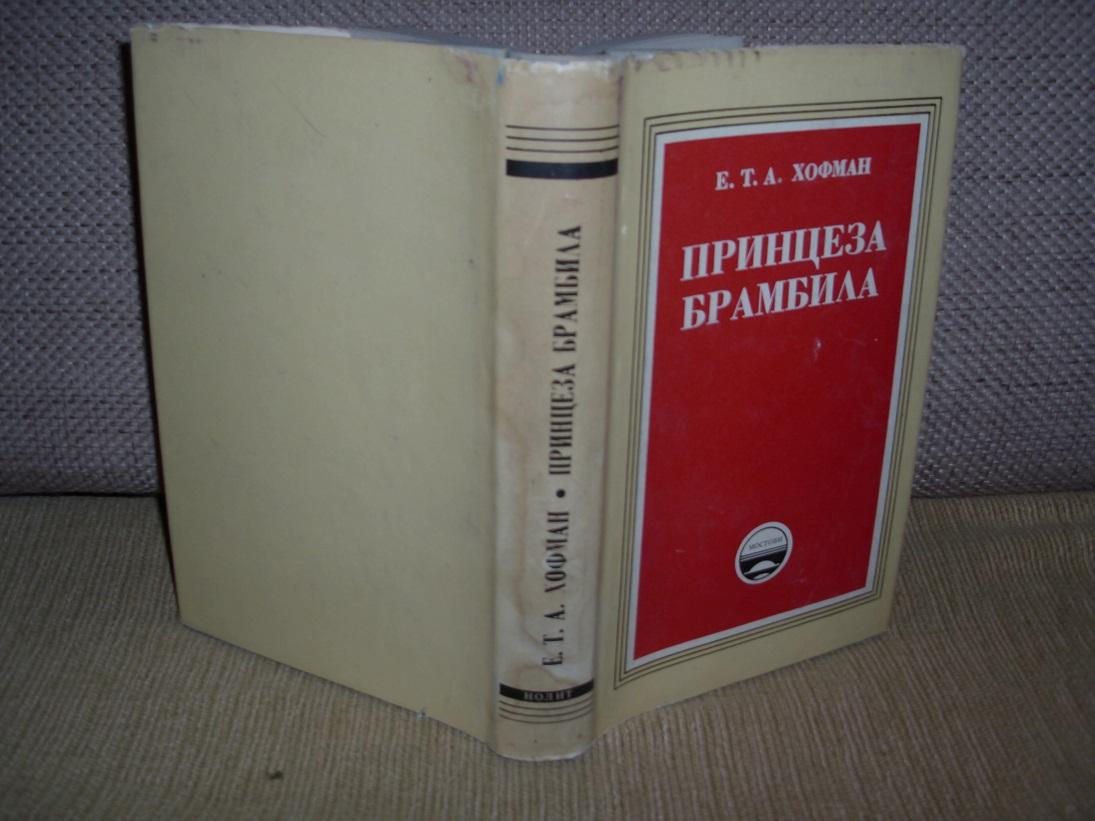 Е. Т. А. ХОФМАН
ПРИНЦЕЗА
БРАМБИЛА
МОСТОВИ
Е. Т. А. ХОФМАН • ПРИНЦЕЗА БРАМБИЛА
НОЛИТ